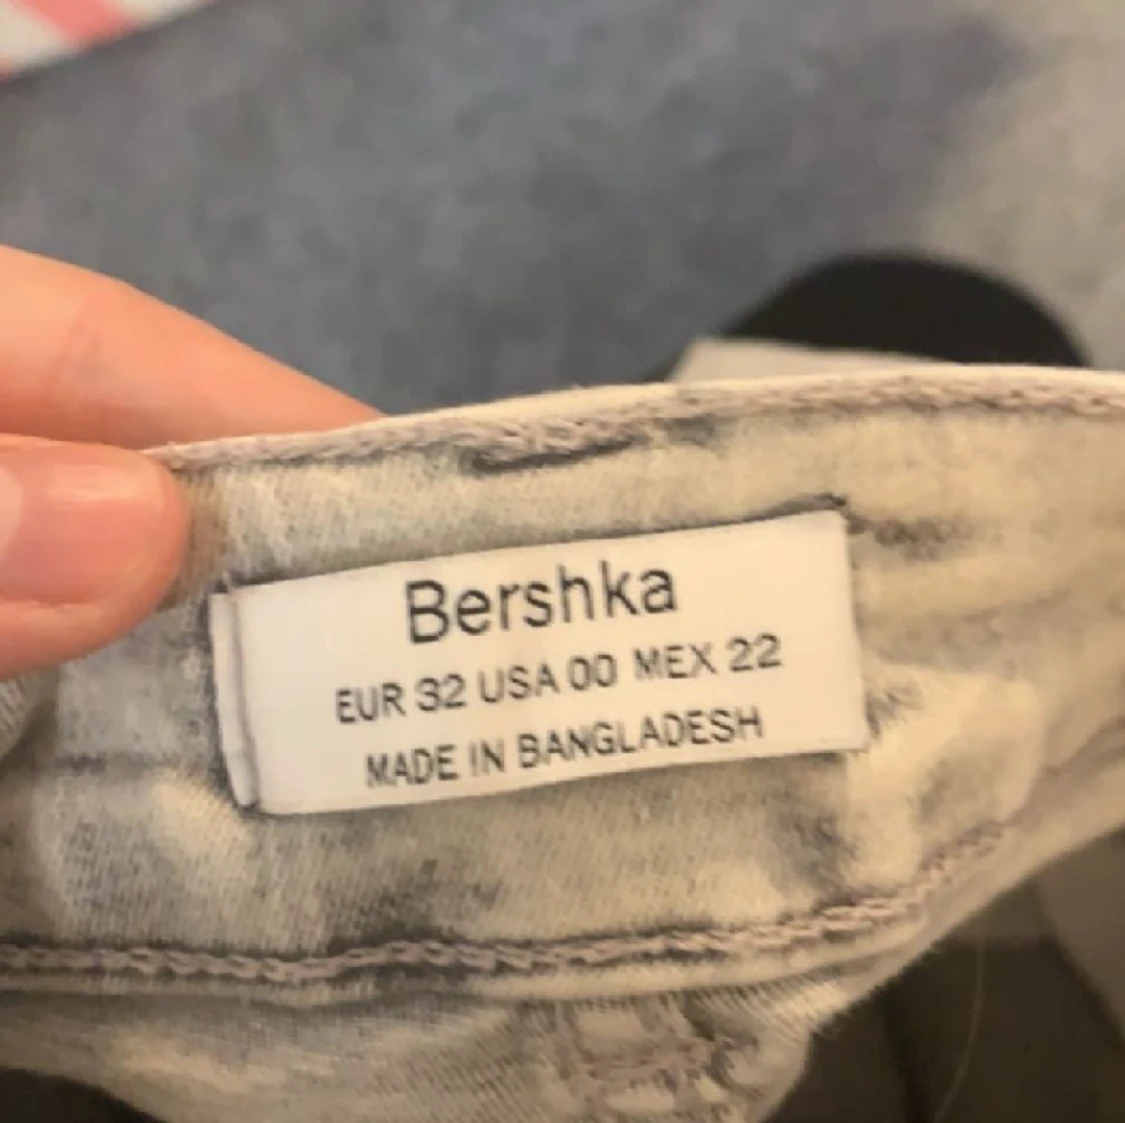 Bershka
EUR 32 USA 00 MEX 22
MADE IN BANGLADESH